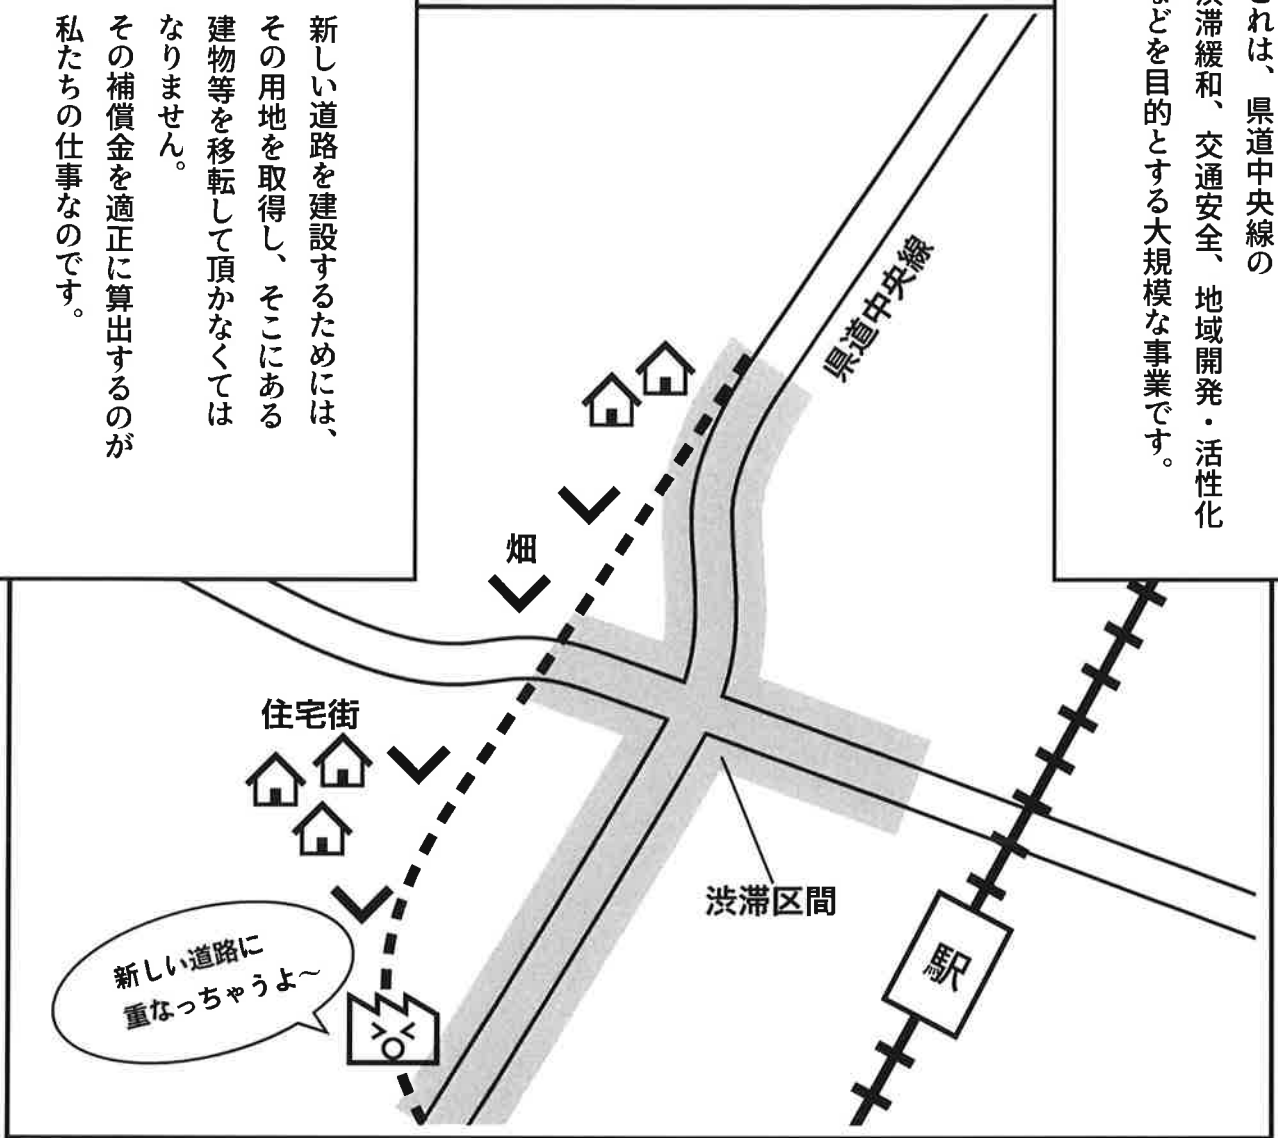 れは、県道中央線の
滞緩和、交通安全、地域開発・活性化
どを目的とする大規模な事業です。
新しい道路を建設するためには、
その用地を取得し、そこにある
建物等を移転して頂かなくては
なりません。
その補償金を適正に算出するのが
私たちの仕事なのです。
県道中央線
畑
住宅街
渋滞区間
駅
新しい道路に
重なっちゃうよ～